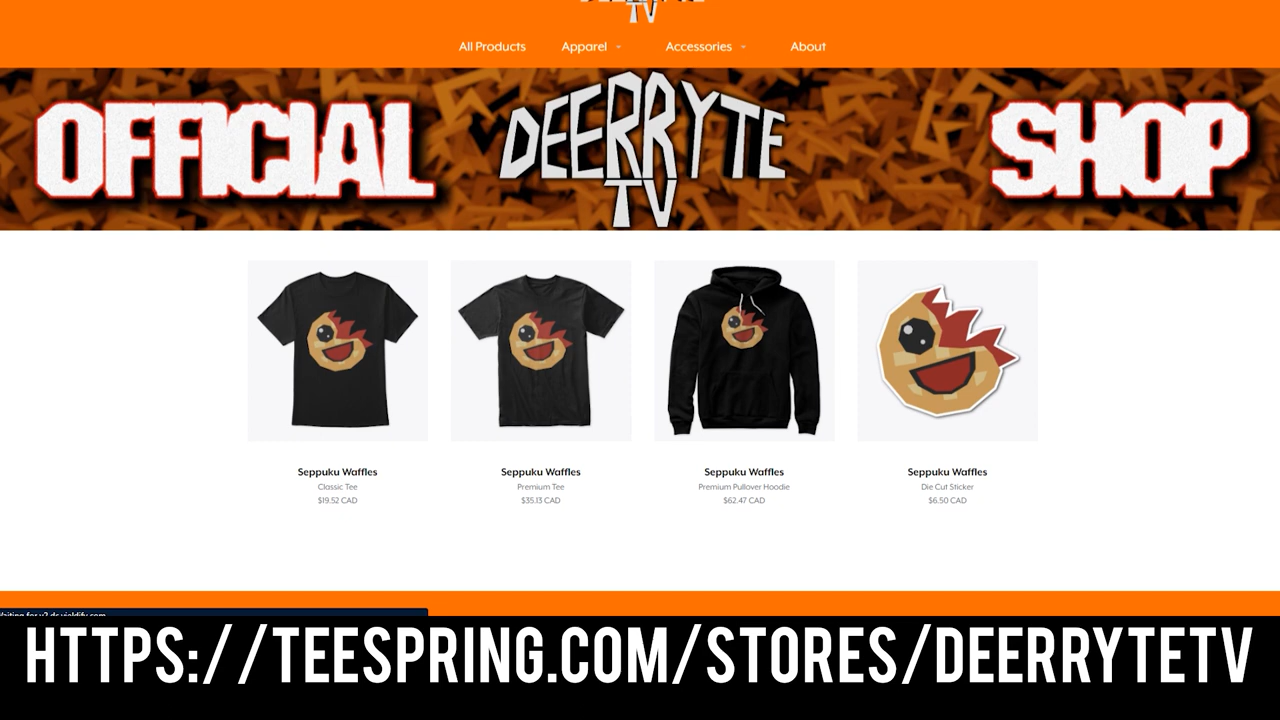 TV
All Products Apparel Accessories About
OFFICIAL DEERRYTE TV SHOP
Seppuku Waffles Seppuku Waffles Seppuku Waffles Seppuku Waffles
Classic Tee Premium Tee Premium Pullover Hoodie Die Cut Sticker
$19.52 CAD $35.13 CAD $62.47 CAD $6.50 CAD
HTTPS://TEESPRING.COM/STORES/DEERRYTETV